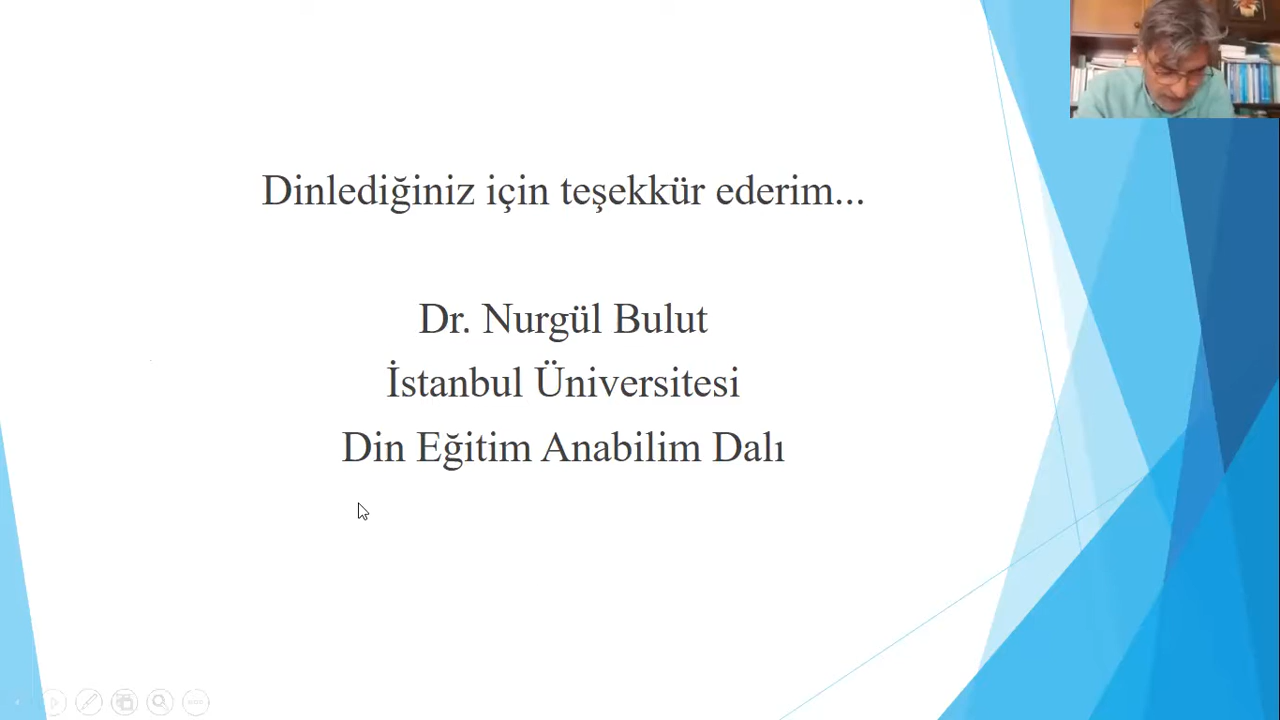 Dinlediğiniz için teşekkür ederim...
Dr. Nurgül Bulut
İstanbul Üniversitesi
Din Eğitim Anabilim Dalı